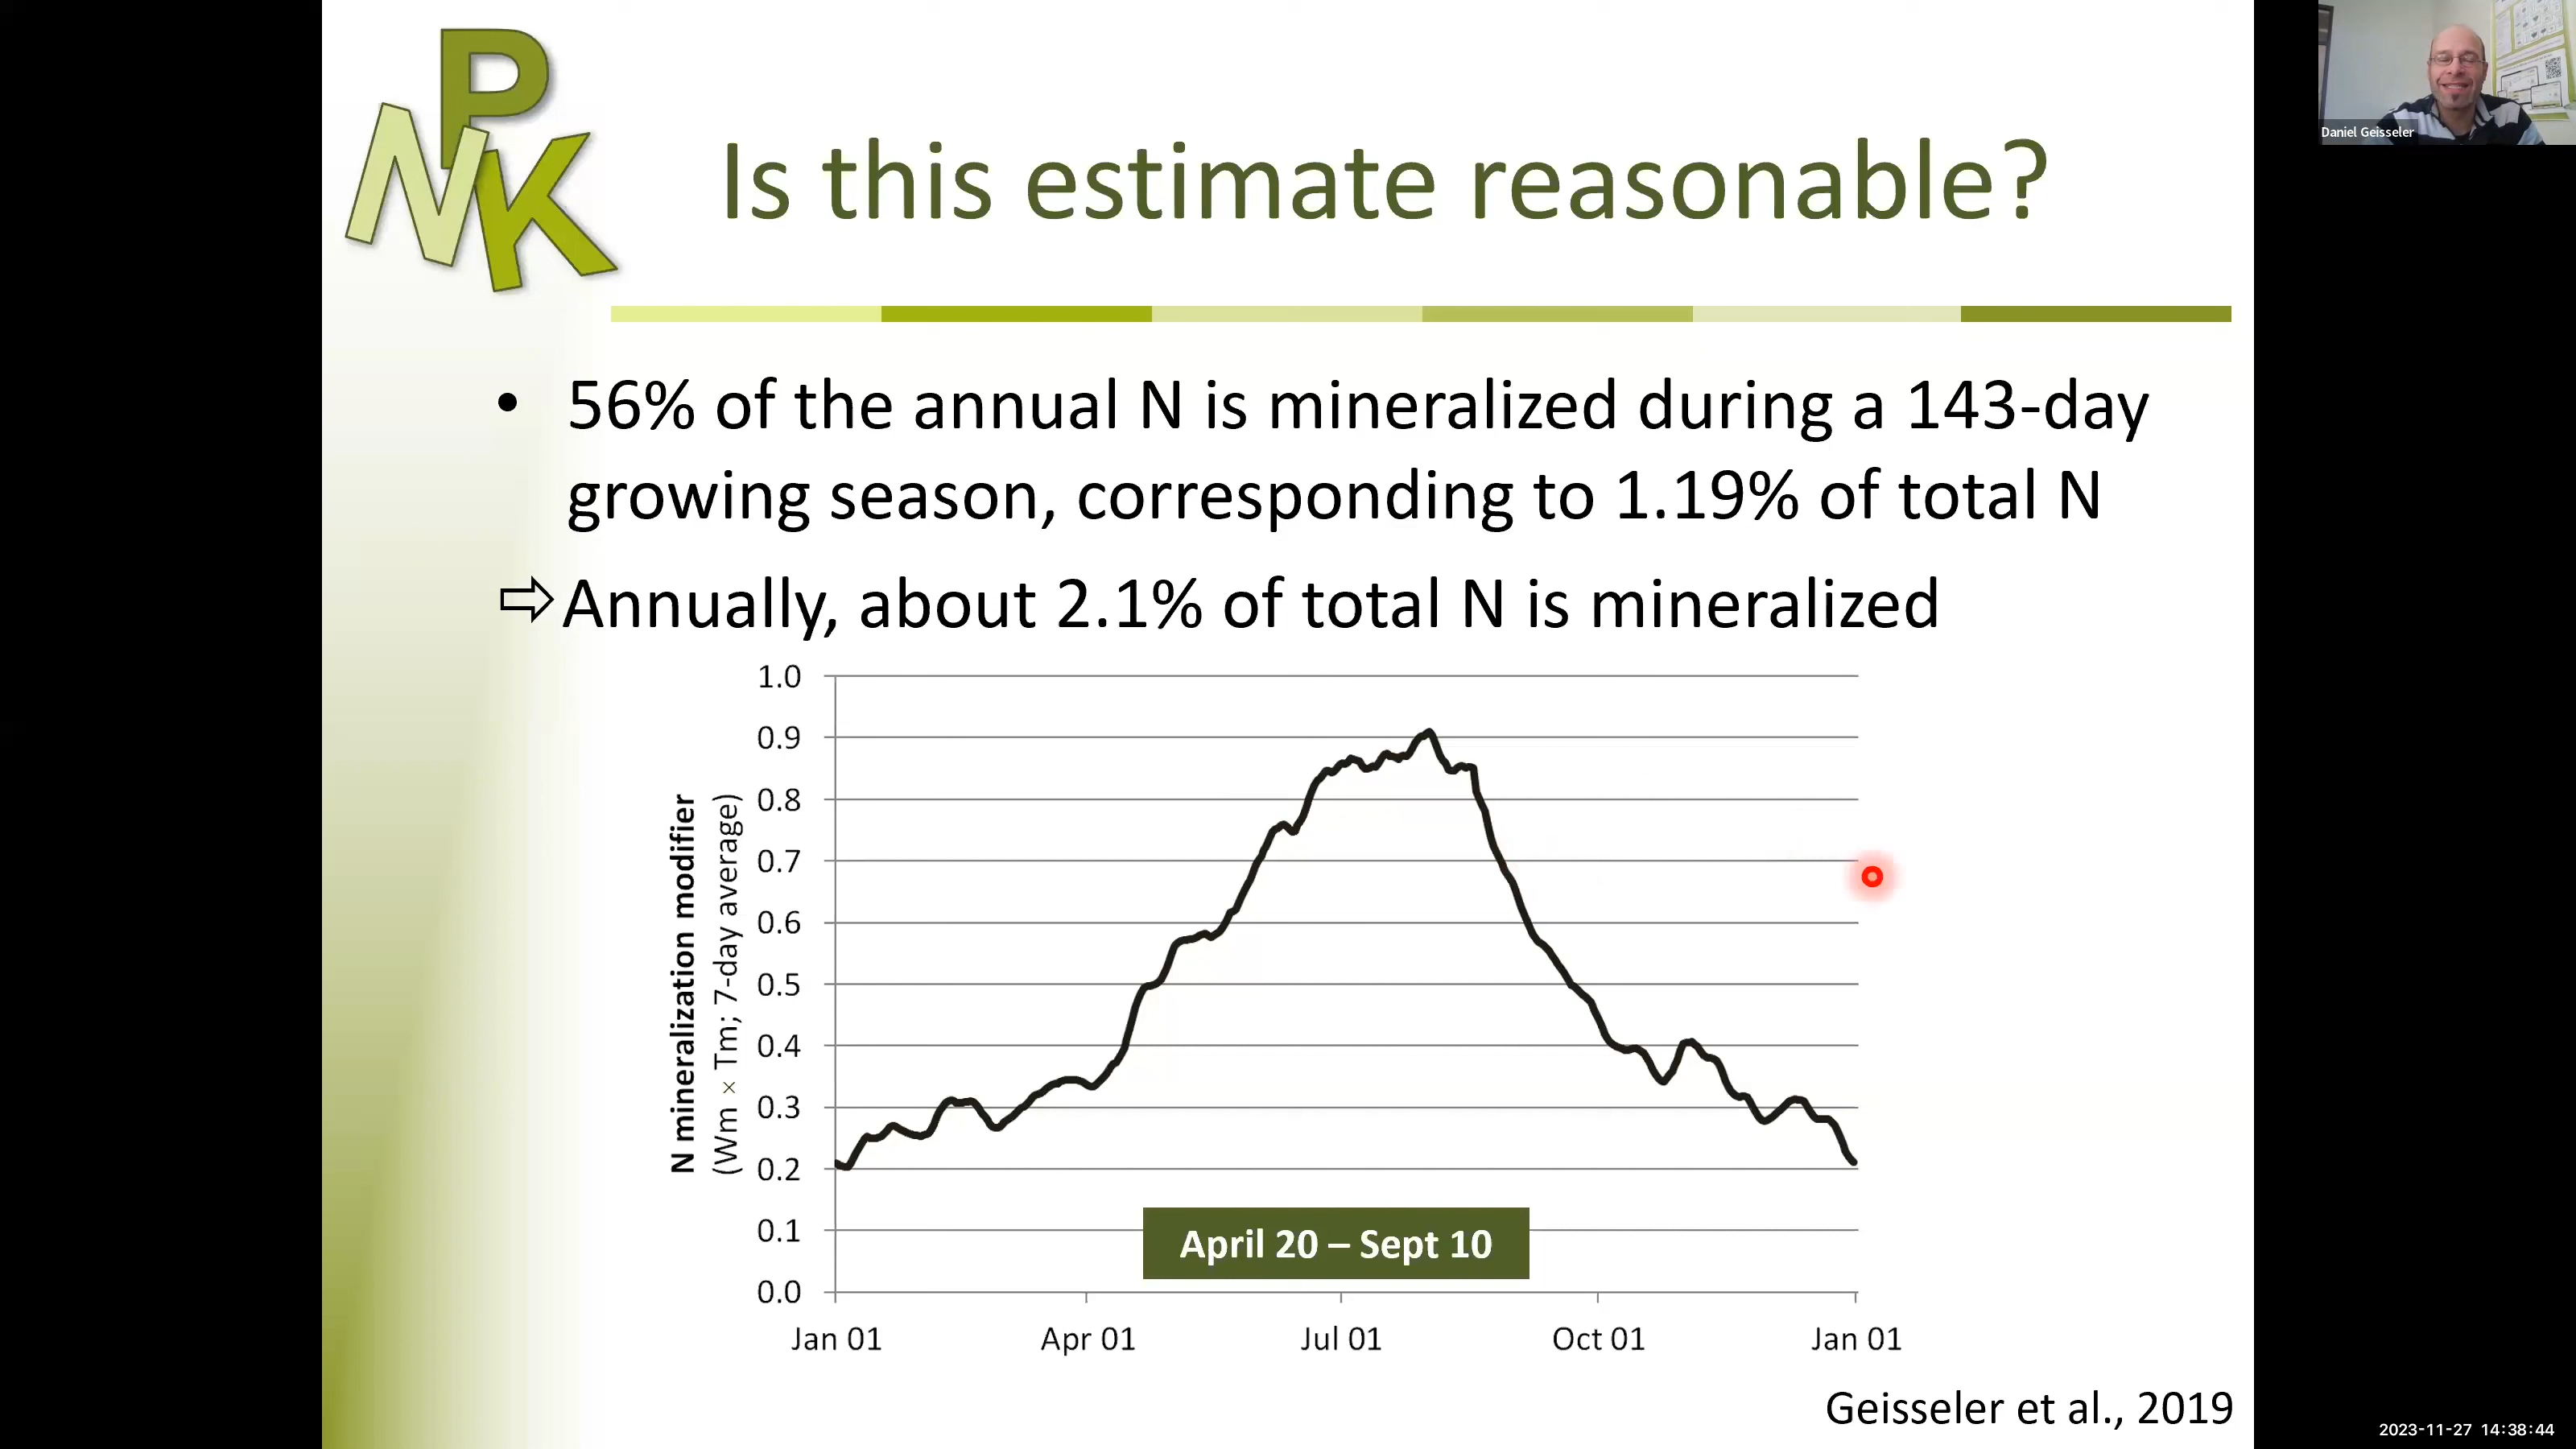 P
N K
Is this estimate reasonable?
Daniel Geisseler
• 56% of the annual N is mineralized during a 143-day
growing season, corresponding to 1.19% of total N
⇨ Annually, about 2.1% of total N is mineralized
N mineralization modifier
(Wm × Tm; 7-day average)
1.0
0.9
0.8
0.7
0.6
0.5
0.4
0.3
0.2
0.1
0.0
April 20 – Sept 10
Jan 01 Apr 01 Jul 01 Oct 01 Jan 01
Geisseler et al., 2019
2023-11-27 14:38:44